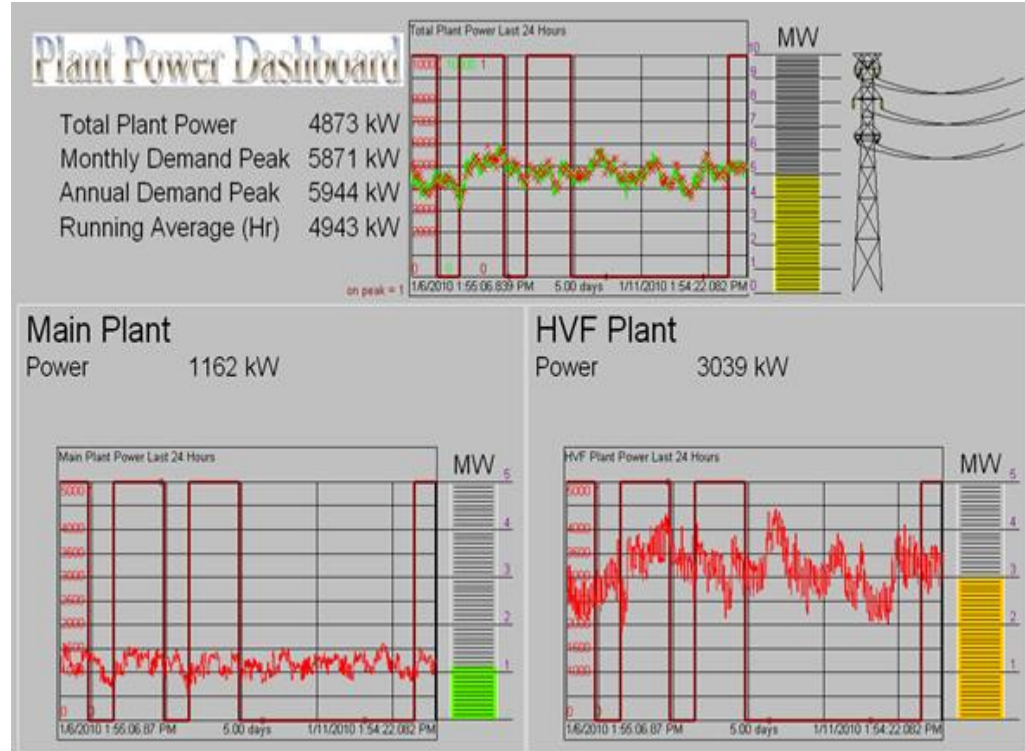 Plant Power Dashboard
Total Plant Power 4873 kW
Monthly Demand Peak 5871 kW
Annual Demand Peak 5944 kW
Running Average (Hr) 4943 kW
Total Plant Power Last 24 Hours
0 0
on peak = 1
1/6/2010 1:55:06.839 PM 5.00 days 1/11/2010 1:54:22.082 PM
MW
10
9
8
7
6
5
4
3
2
1
0
Main Plant
Power 1162 kW
Main Plant Power Last 24 Hours
5000
0
1/6/2010 1:55:06.87 PM 5.00 days 1/11/2010 1:54:22.082 PM
MW
5
4
3
2
1
HVF Plant
Power 3039 kW
HVF Plant Power Last 24 Hours
5000
0
1/6/2010 1:55:06.87 PM 5.00 days 1/11/2010 1:54:22.082 PM
MW
5
4
3
2
1